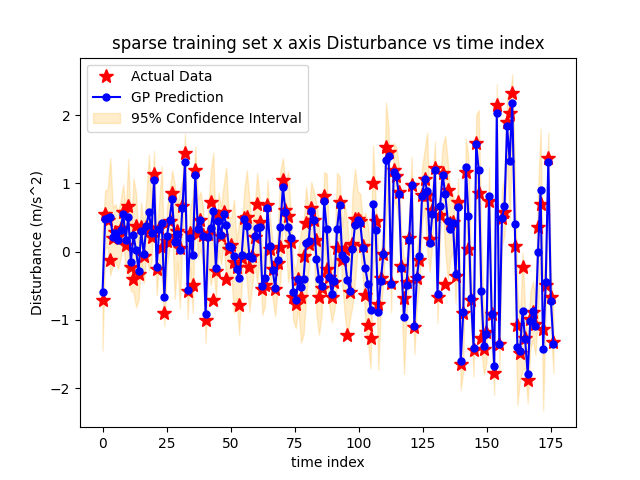 sparse training set x axis Disturbance vs time index
Actual Data
GP Prediction
95% Confidence Interval
Disturbance (m/s^2)
2
1
0
−1
−2
0 25 50 75 100 125 150 175
time index